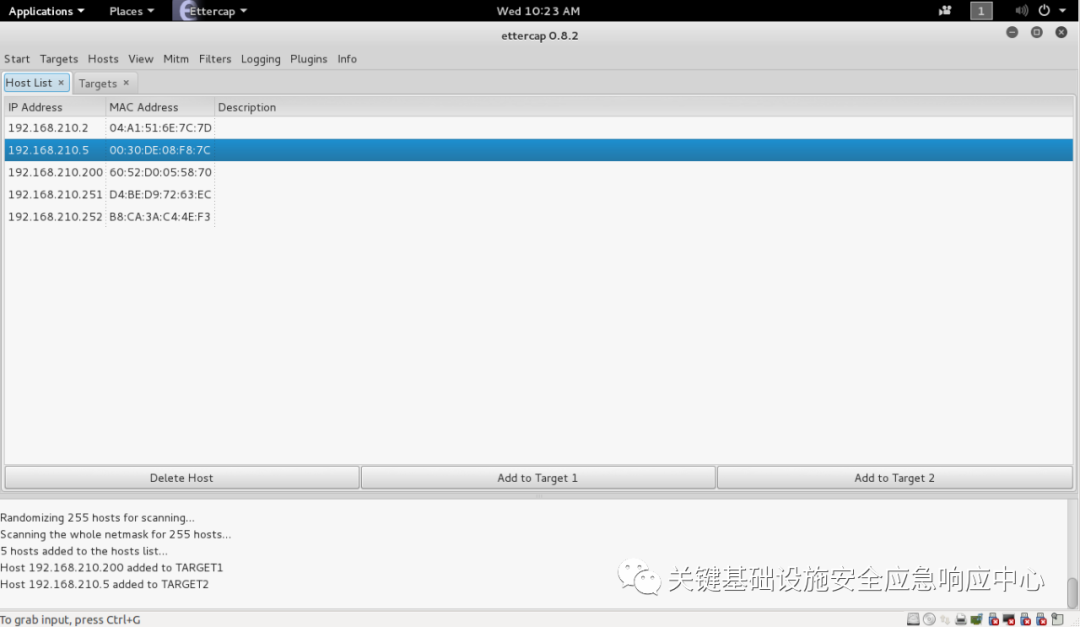 Applications Places Ettercap Wed 10:23 AM 1
ettercap 0.8.2
Start Targets Hosts View Mitm Filters Logging Plugins Info
Host List × Targets ×
IP Address MAC Address Description
192.168.210.2 04:A1:51:6E:7C:7D
192.168.210.5 00:30:DE:08:F8:7C
192.168.210.200 60:52:D0:05:58:70
192.168.210.251 D4:BE:D9:72:63:EC
192.168.210.252 B8:CA:3A:C4:4E:F3
Delete Host Add to Target 1 Add to Target 2
Randomizing 255 hosts for scanning...
Scanning the whole netmask for 255 hosts...
5 hosts added to the hosts list...
Host 192.168.210.200 added to TARGET1
Host 192.168.210.5 added to TARGET2
关键基础设施安全应急响应中心
To grab input, press Ctrl+G